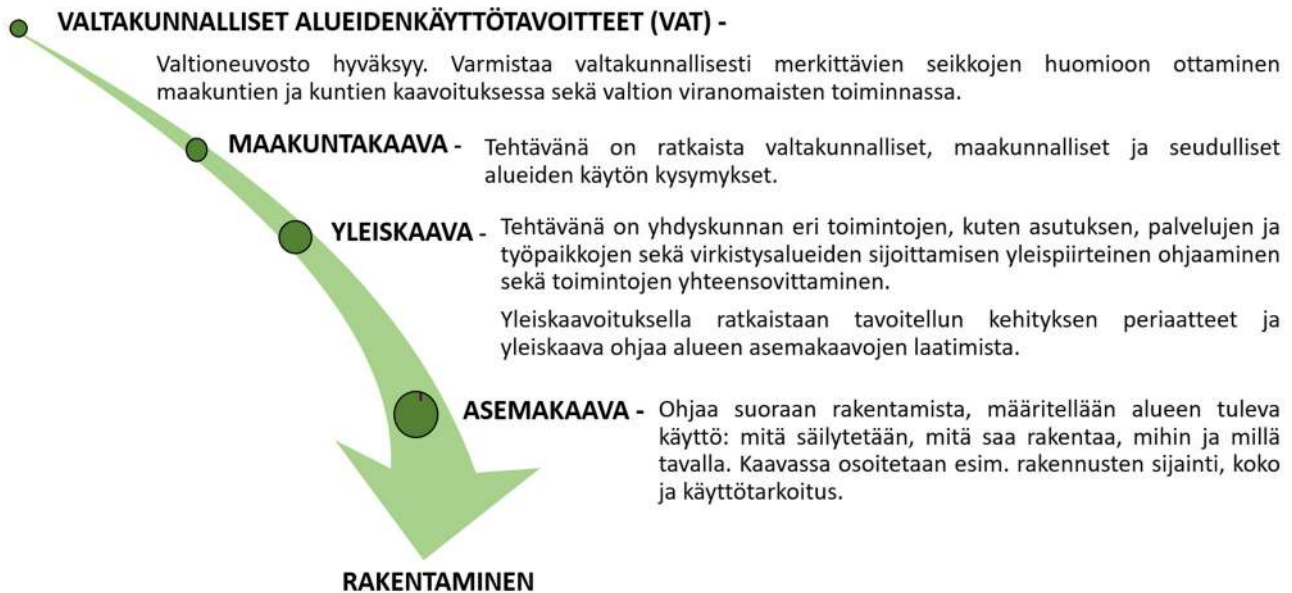 VALTAKUNNALLISET ALUEIDENKÄYTTÖTAVOITTEET (VAT) -
Valtioneuvosto hyväksyy. Varmistaa valtakunnallisesti merkittävien seikkojen huomioon ottaminen
maakuntien ja kuntien kaavoituksessa sekä valtion viranomaisten toiminnassa.
MAAKUNTAKAAVA - Tehtävänä on ratkaista valtakunnalliset, maakunnalliset ja seudulliset
alueiden käytön kysymykset.
YLEISKAAVA - Tehtävänä on yhdyskunnan eri toimintojen, kuten asutuksen, palvelujen ja
työpaikkojen sekä virkistysalueiden sijoittamisen yleispiirteinen ohjaaminen
sekä toimintojen yhteensovittaminen.
Yleiskaavoituksella ratkaistaan tavoitellun kehityksen periaatteet ja
yleiskaava ohjaa alueen asemakaavojen laatimista.
ASEMAKAAVA - Ohjaa suoraan rakentamista, määritellään alueen tuleva
käyttö: mitä säilytetään, mitä saa rakentaa, mihin ja millä
tavalla. Kaavassa osoitetaan esim. rakennusten sijainti, koko
ja käyttötarkoitus.
RAKENTAMINEN